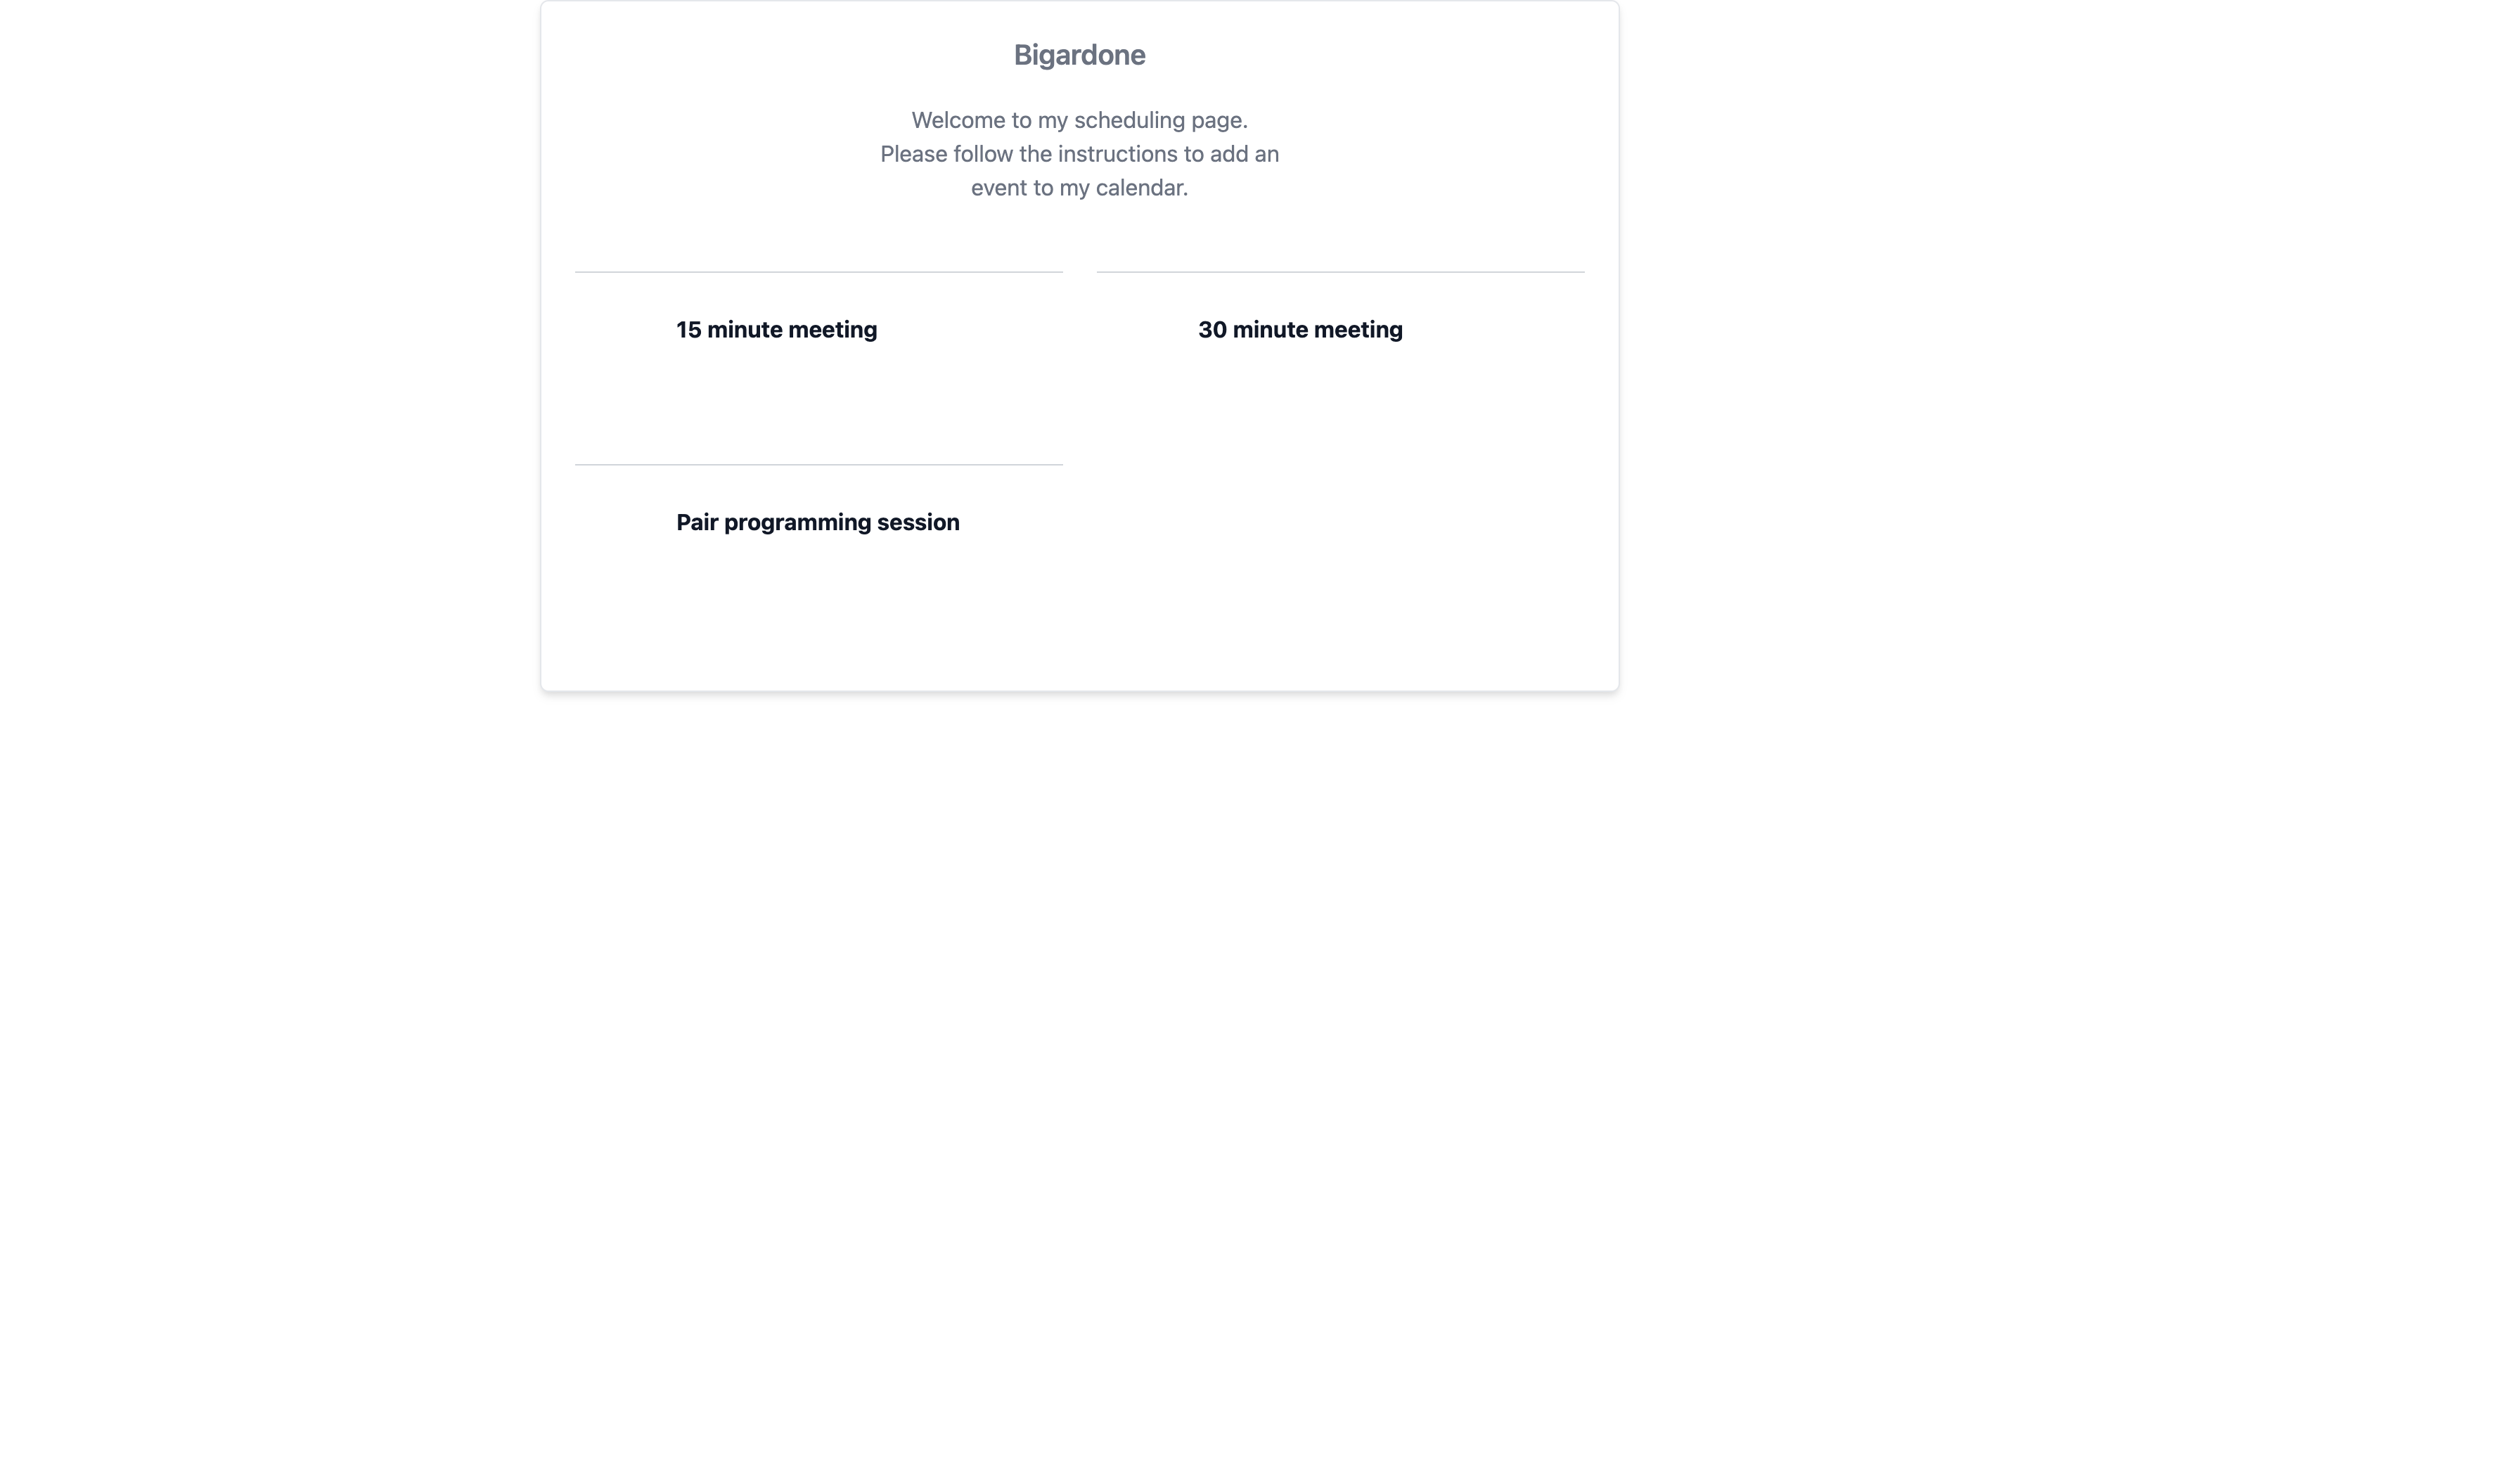 Bigardone
Welcome to my scheduling page.
Please follow the instructions to add an
event to my calendar.
15 minute meeting
30 minute meeting
Pair programming session